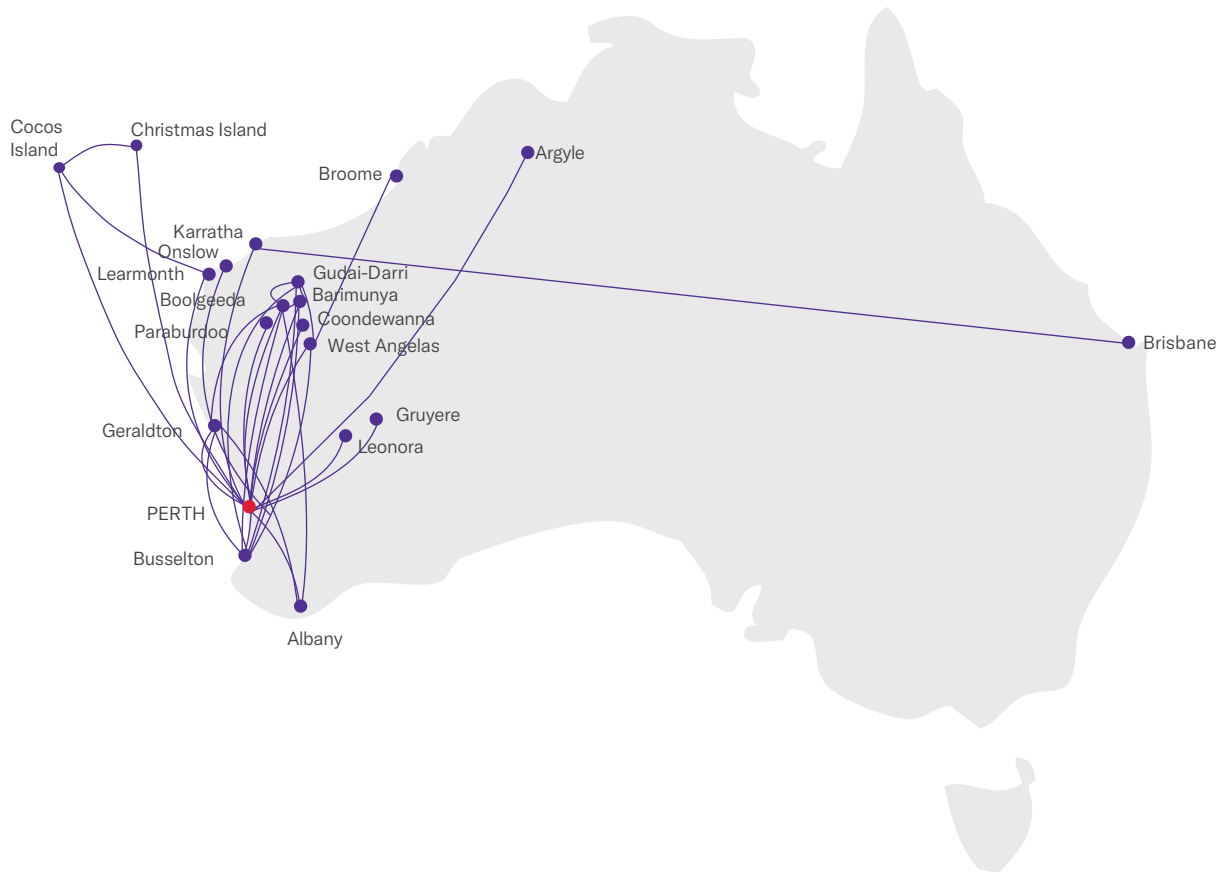 Cocos
Island
Christmas Island
Argyle
Broome
Karratha
Onslow
Learmonth
Gudai-Darri
Boolgeeda
Barimunya
Coondewanna
Paraburdoo
West Angelas
Brisbane
Gruyere
Geraldton
Leonora
PERTH
Busselton
Albany